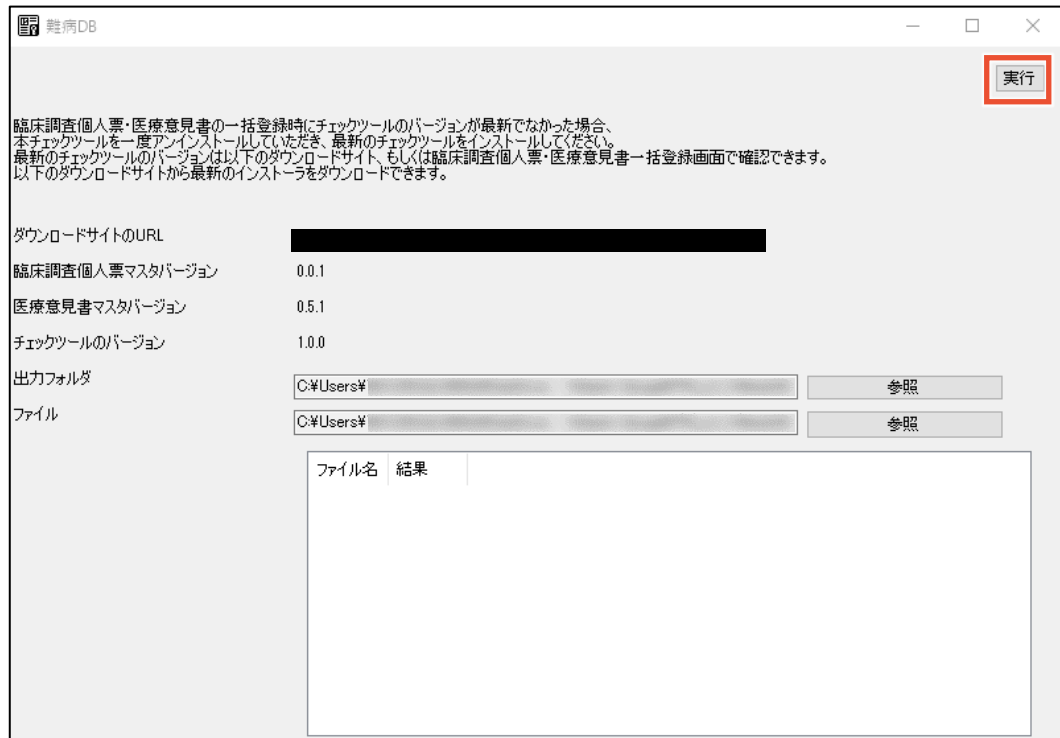 難病DB
実行
臨床調査個人票・医療意見書の一括登録時にチェックツールのバージョンが最新でなかった場合、
本チェックツールを一度アンインストールしていただき、最新のチェックツールをインストールしてください。
最新のチェックツールのバージョンは以下のダウンロードサイト、もしくは臨床調査個人票・医療意見書一括登録画面で確認できます。
以下のダウンロードサイトから最新のインストーラをダウンロードできます。
ダウンロードサイトのURL
臨床調査個人票マスタバージョン 0.0.1
医療意見書マスタバージョン 0.5.1
チェックツールのバージョン 1.0.0
出力フォルダ C:¥Users¥ 参照
ファイル C:¥Users¥ 参照
ファイル名 結果